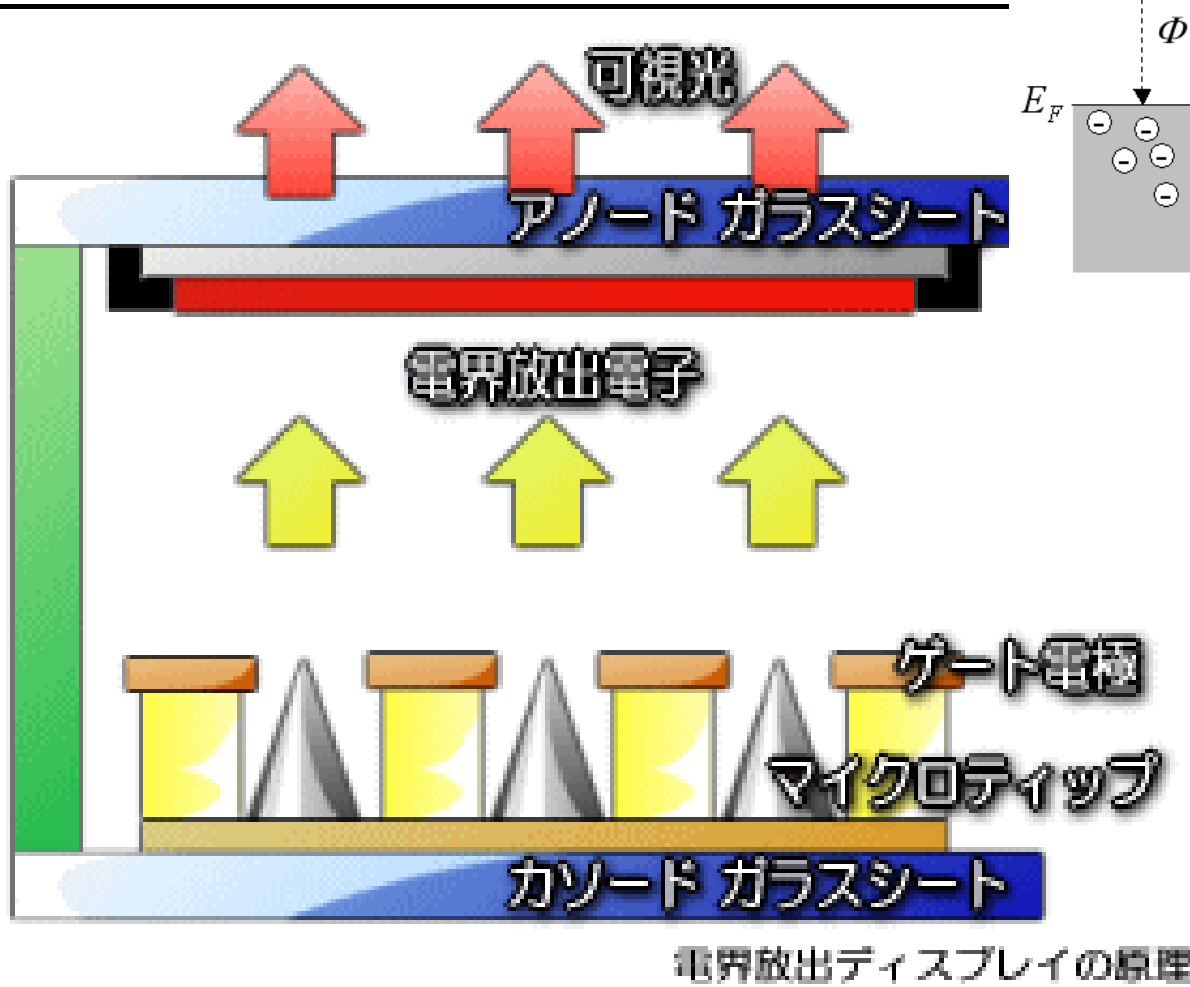 可視光
Φ
E_F
アノード ガラスシート
電界放出電子
ゲート電極
マイクロティップ
カソード ガラスシート
電界放出ディスプレイの原理